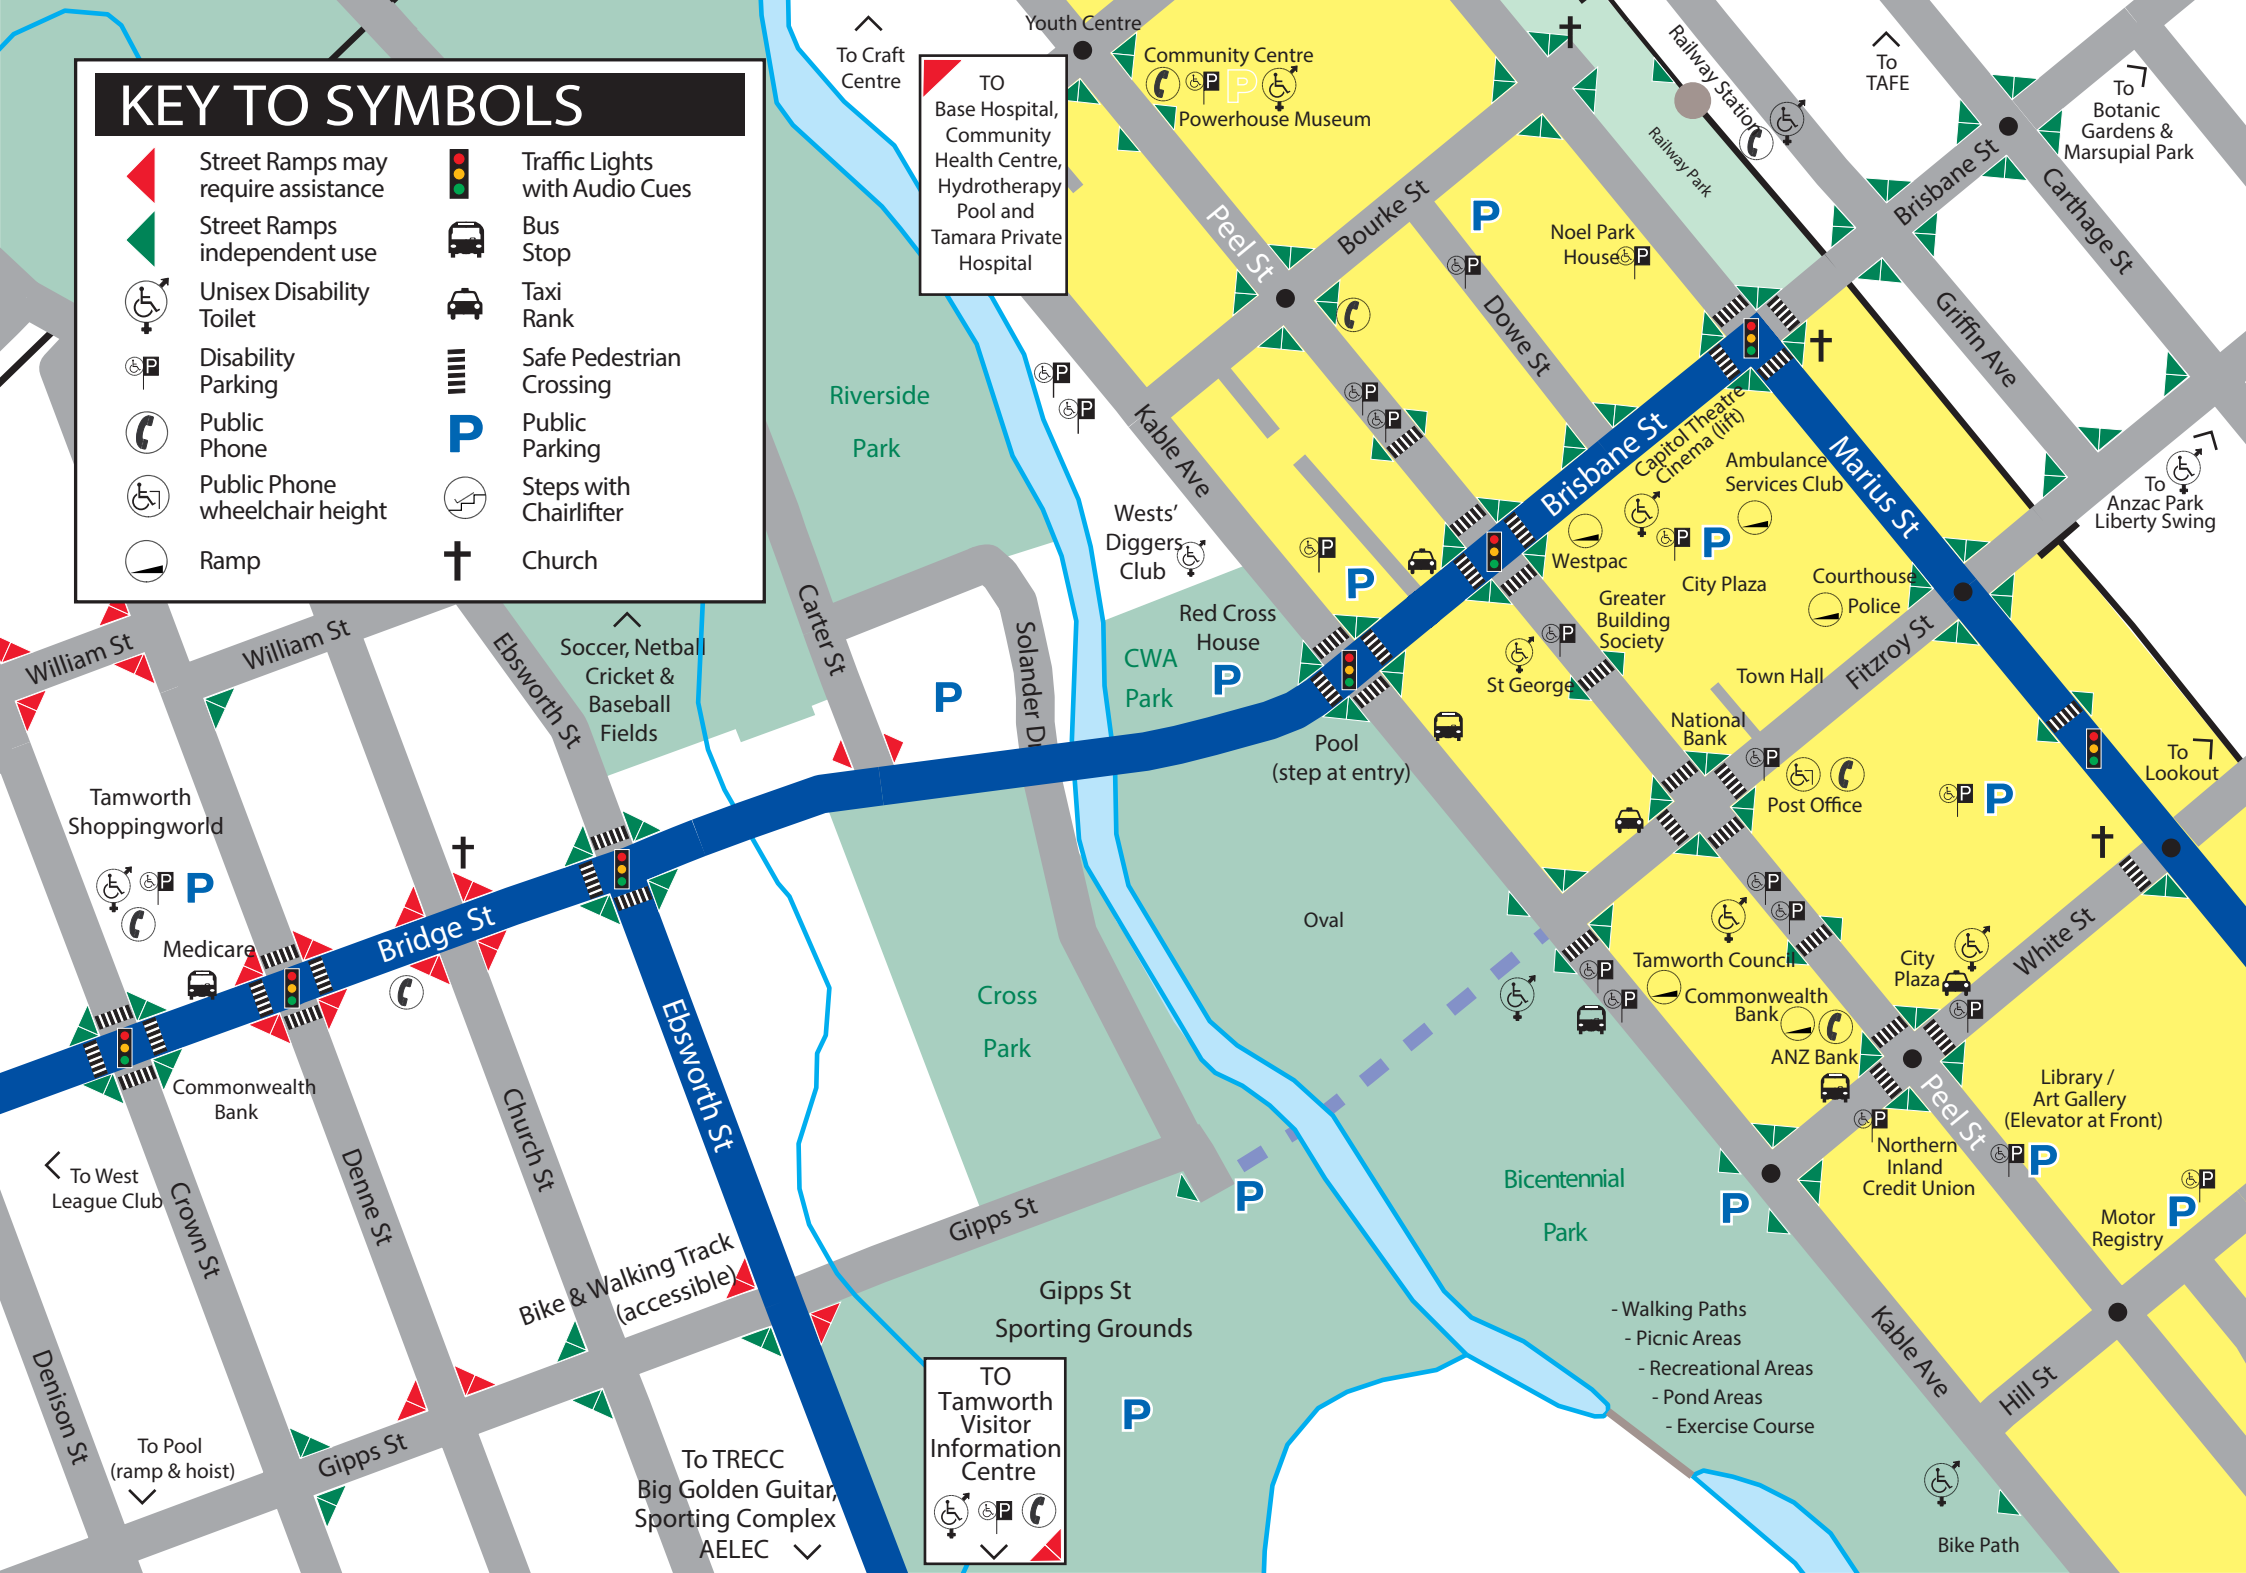 KEY TO SYMBOLS
Street Ramps may
require assistance
Street Ramps
independent use
Unisex Disability
Toilet
P
Disability
Parking
Public
Phone
Public Phone
wheelchair height
Ramp
Traffic Lights
with Audio Cues
Bus
Stop
Taxi
Rank
Safe Pedestrian
Crossing
P
Public
Parking
Steps with
Chairlifter
Church
To Craft
Centre
TO
Base Hospital,
Community
Health Centre,
Hydrotherapy
Pool and
Tamara Private
Hospital
Youth Centre
Community Centre
P
P
Powerhouse Museum
Peel St
Bourke St
P
P
Noel Park
House
P
Dowe St
Railway Station
Railway Park
To
TAFE
To
Botanic
Gardens &
Marsupial Park
Brisbane St
Carthage St
Griffin Ave
To
Anzac Park
Liberty Swing
Riverside
Park
P
P
Kable Ave
P
P
Wests'
Diggers
Club
P
P
Brisbane St
Capitol Theatre
Cinema (lift)
Ambulance
Services Club
Marius St
Westpac
P
P
City Plaza
Courthouse
Police
Greater
Building
Society
P
St George
Town Hall
Fitzroy St
National
Bank
P
Post Office
P
P
To
Lookout
Red Cross
House
P
CWA
Park
Pool
(step at entry)
William St
William St
Ebsworth St
Soccer, Netball
Cricket &
Baseball
Fields
Carter St
P
Solander Dr
Tamworth
Shoppingworld
P
P
Medicare
Bridge St
Commonwealth
Bank
To West
League Club
Crown St
Denne St
Church St
Ebsworth St
Denison St
To Pool
(ramp & hoist)
Gipps St
Bike & Walking Track
(accessible)
Gipps St
Cross
Park
Oval
P
Gipps St
Sporting Grounds
P
To TRECC
Big Golden Guitar,
Sporting Complex
AELEC
TO
Tamworth
Visitor
Information
Centre
P
Bicentennial
Park
P
- Walking Paths
- Picnic Areas
- Recreational Areas
- Pond Areas
- Exercise Course
Bike Path
Kable Ave
Hill St
P
P
P
P
Tamworth Council
Commonwealth
Bank
ANZ Bank
City
Plaza
P
White St
Peel St
P
Northern
Inland
Credit Union
Library /
Art Gallery
(Elevator at Front)
P
P
P
P
Motor
Registry